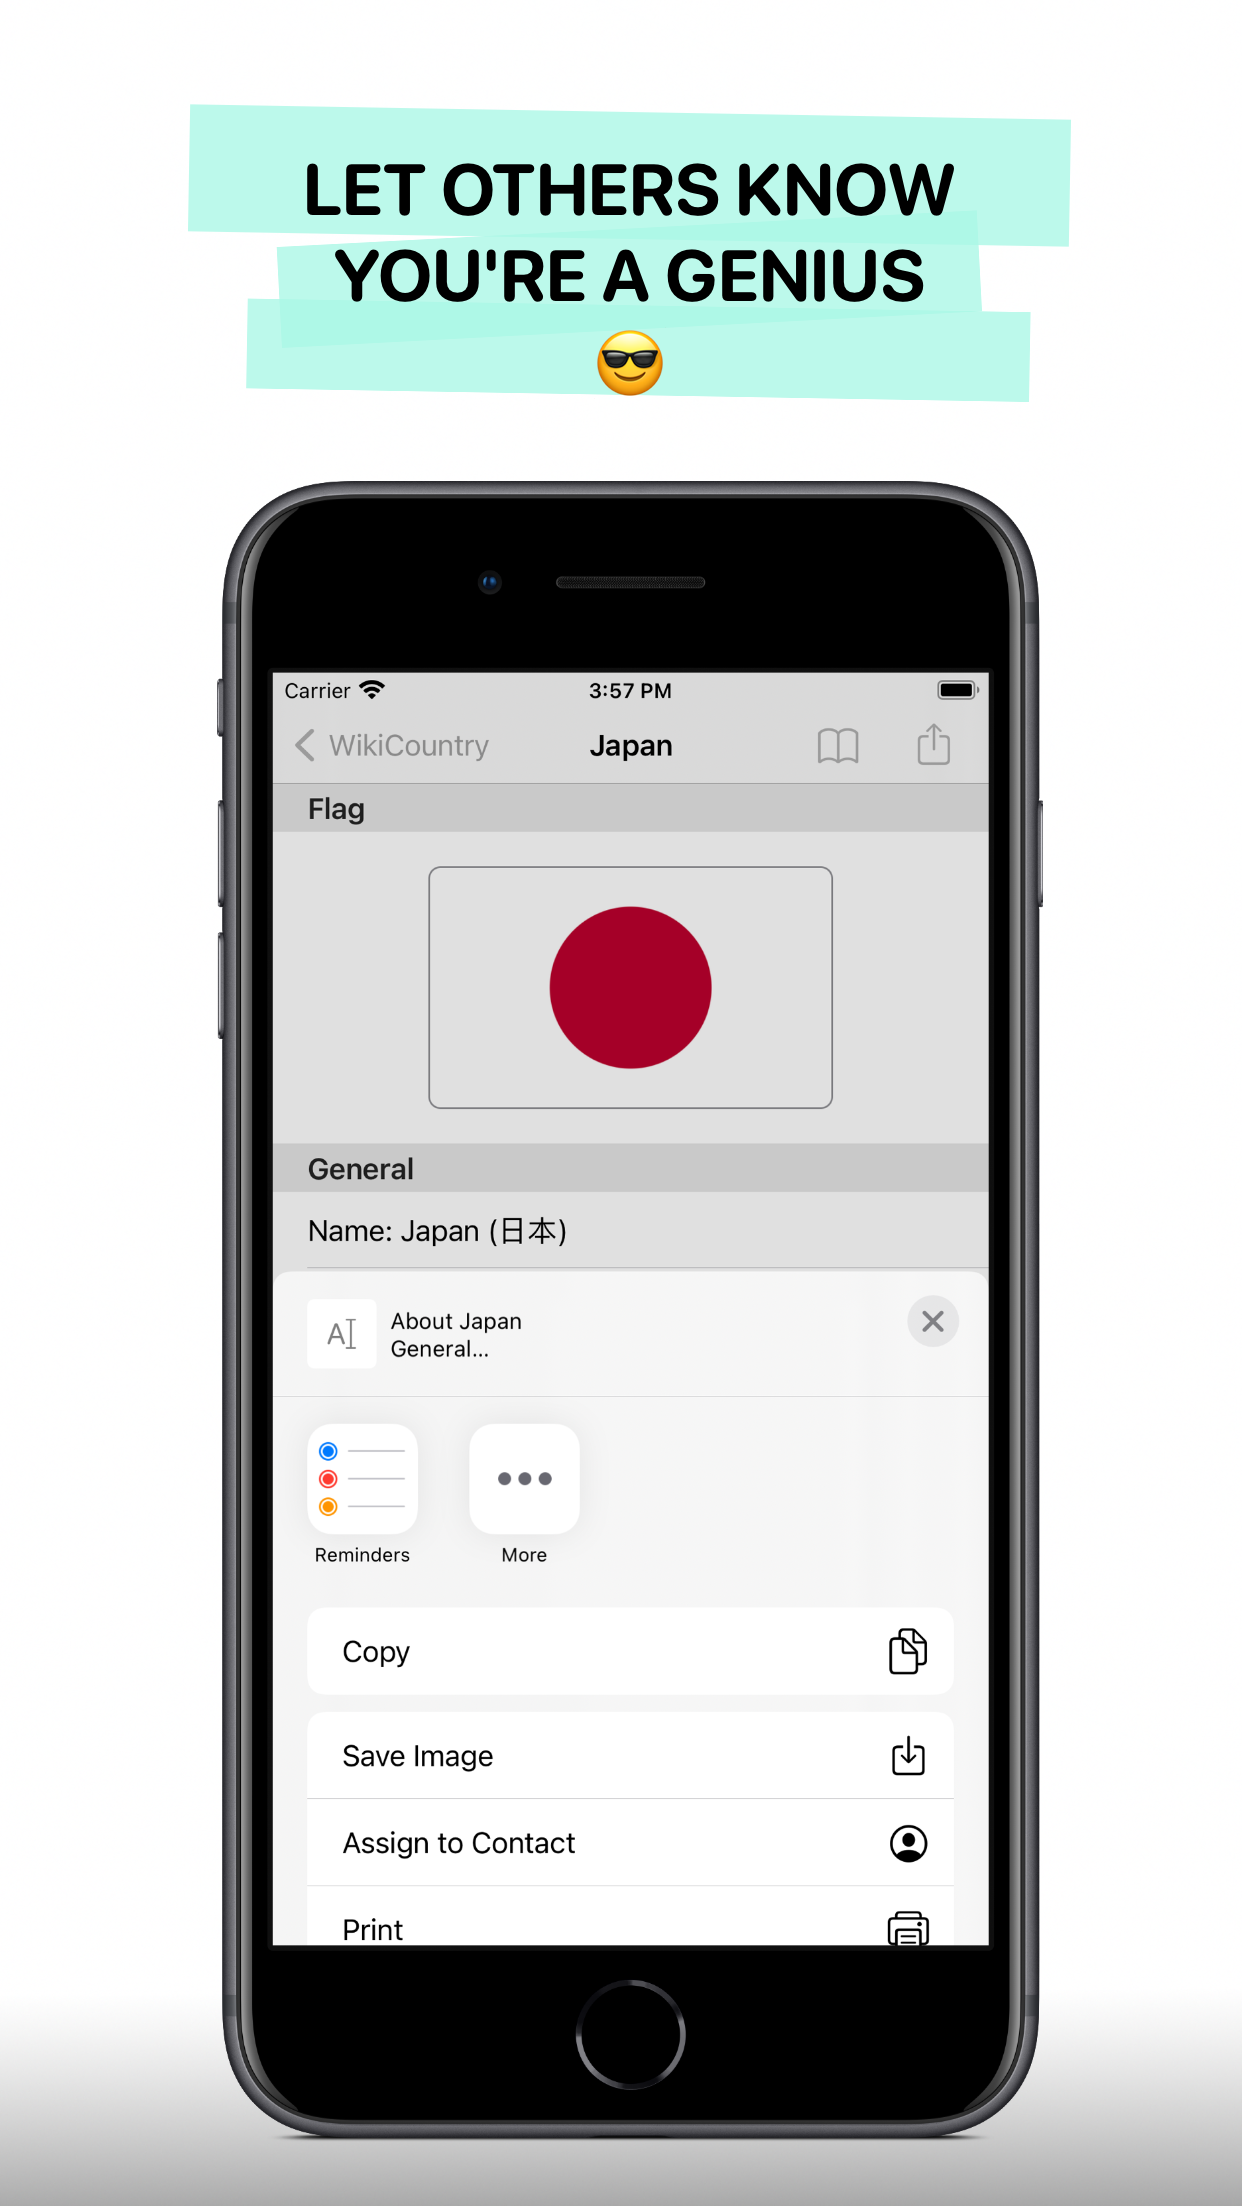 LET OTHERS KNOW
YOU'RE A GENIUS
😎
Carrier 3:57 PM
WikiCountry Japan
Flag
General
Name: Japan (日本)
About Japan
General...
Reminders More
Copy
Save Image
Assign to Contact
Print